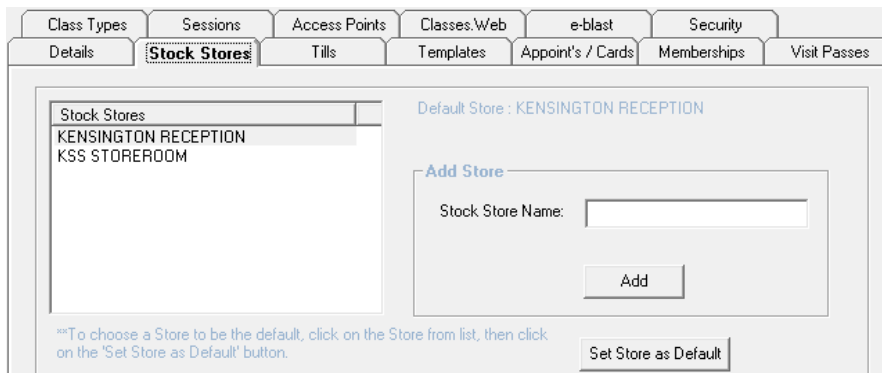 Class Types Sessions Access Points Classes.Web e-blast Security
Details Stock Stores Tills Templates Appoint's / Cards Memberships Visit Passes
Stock Stores
KENSINGTON RECEPTION
KSS STOREROOM
Default Store : KENSINGTON RECEPTION
Add Store
Stock Store Name:
Add
**To choose a Store to be the default, click on the Store from list, then click
on the 'Set Store as Default' button.
Set Store as Default